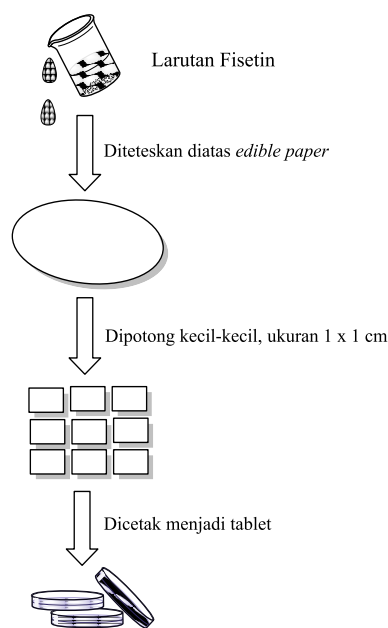 Larutan Fisetin
Diteteskan diatas edible paper
Dipotong kecil-kecil, ukuran 1 x 1 cm
Dicetak menjadi tablet